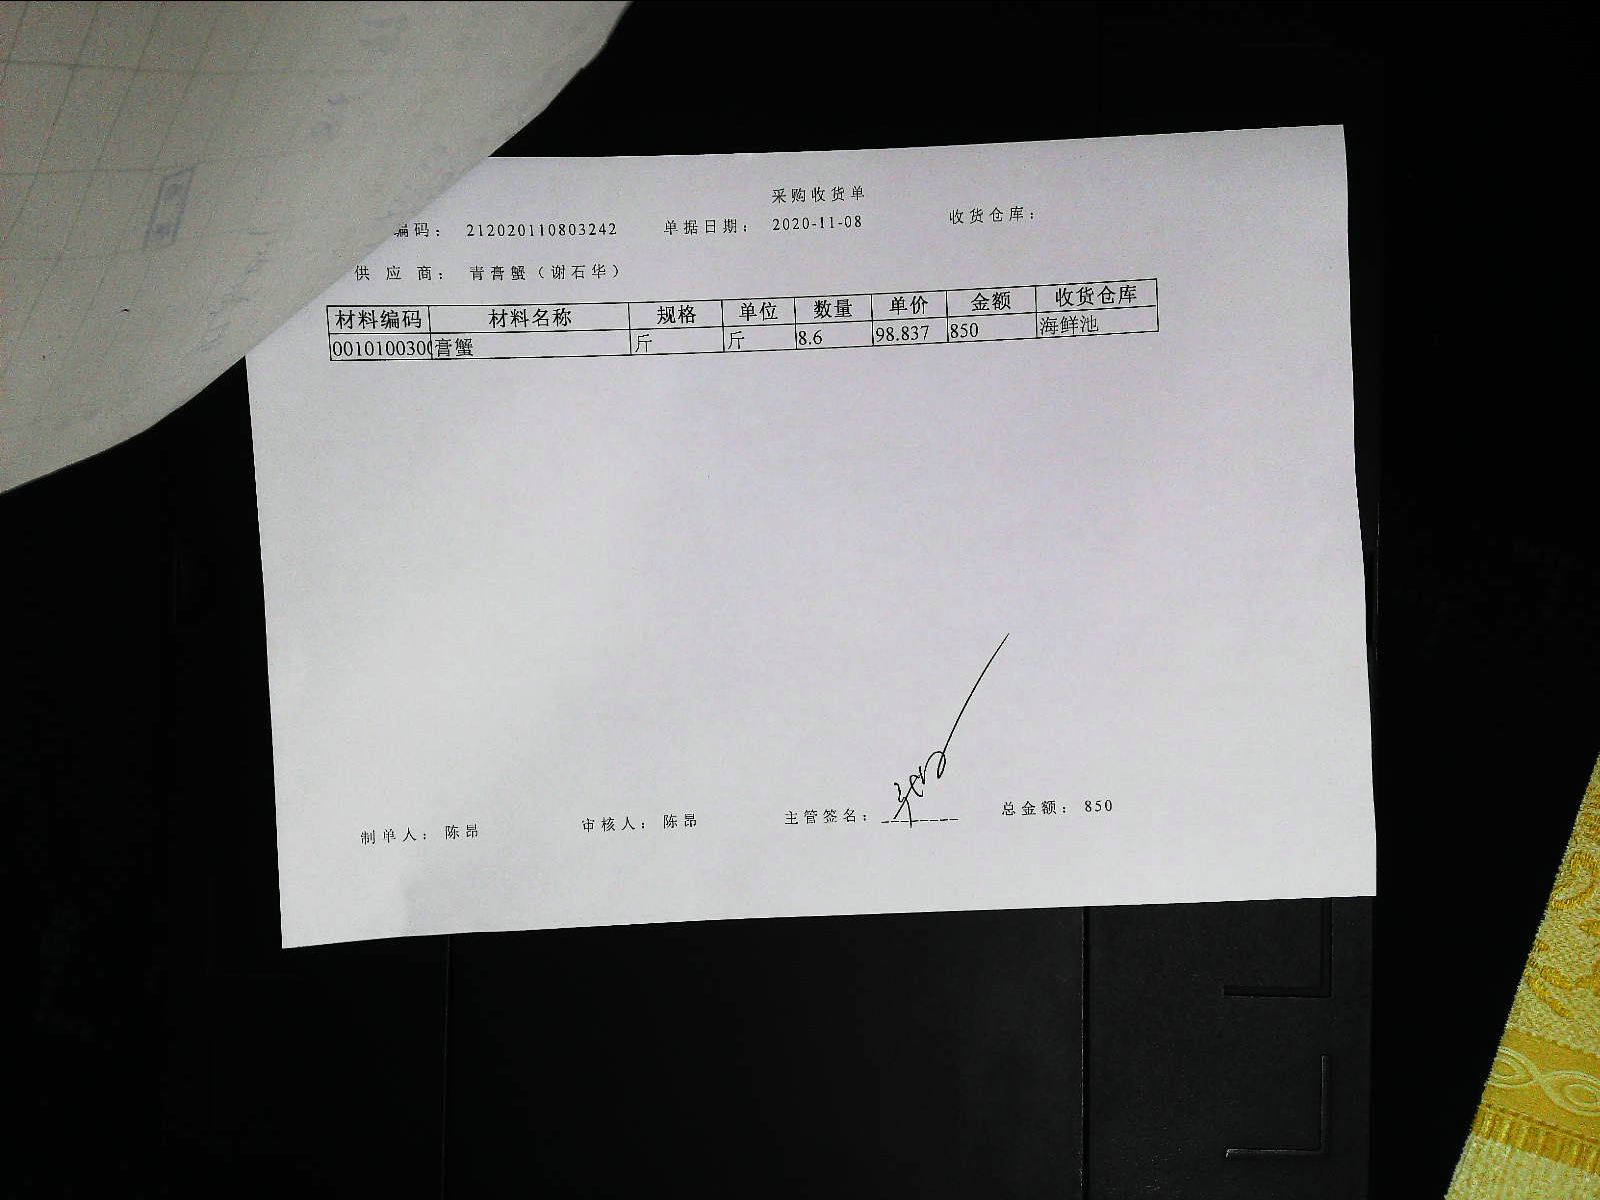 采购收货单
编码： 212020110803242 单据日期： 2020-11-08 收货仓库：
供 应 商： 青膏蟹（谢石华）
材料编码 材料名称 规格 单位 数量 单价 金额 收货仓库
0010100300 膏蟹 斤 斤 8.6 98.837 850 海鲜池
制单人： 陈昂 审核人： 陈昂 主管签名： 总金额： 850